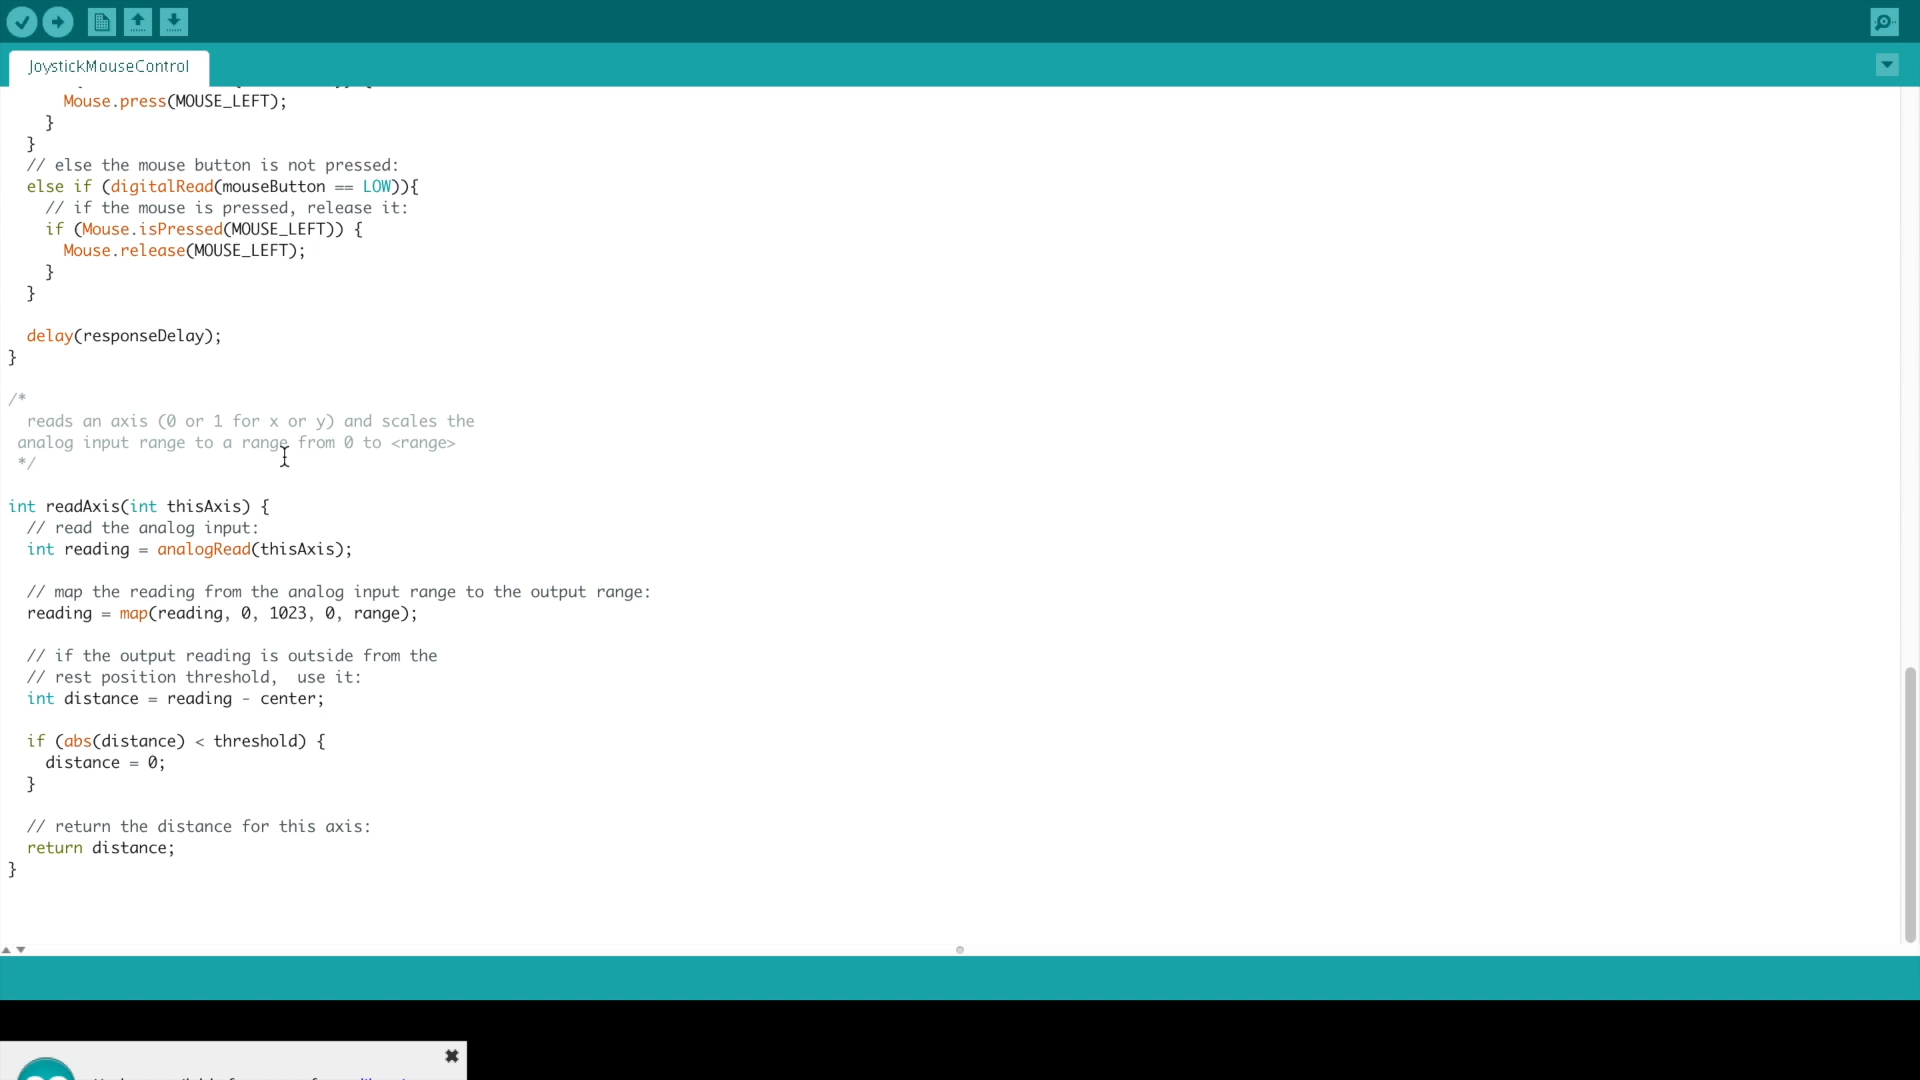 JoystickMouseControl
Mouse.press(MOUSE_LEFT);
}
}
// else the mouse button is not pressed:
else if (digitalRead(mouseButton == LOW)){
// if the mouse is pressed, release it:
if (Mouse.isPressed(MOUSE_LEFT)) {
Mouse.release(MOUSE_LEFT);
}
}
delay(responseDelay);
}
/*
reads an axis (0 or 1 for x or y) and scales the
analog input range to a range from 0 to <range>
*/
int readAxis(int thisAxis) {
// read the analog input:
int reading = analogRead(thisAxis);
// map the reading from the analog input range to the output range:
reading = map(reading, 0, 1023, 0, range);
// if the output reading is outside from the
// rest position threshold,  use it:
int distance = reading - center;
if (abs(distance) < threshold) {
distance = 0;
}
// return the distance for this axis:
return distance;
}